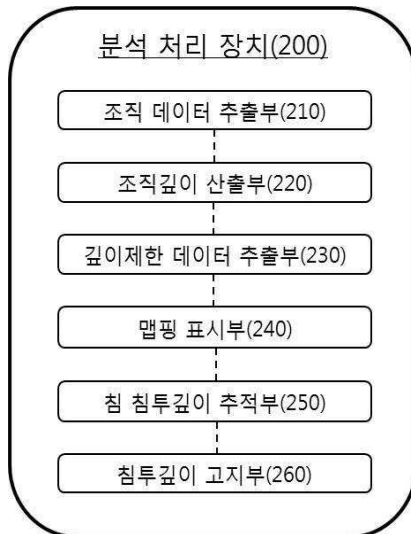 분석 처리 장치(200)
조직 데이터 추출부(210)
조직깊이 산출부(220)
깊이제한 데이터 추출부(230)
맵핑 표시부(240)
침 침투깊이 추적부(250)
침투깊이 고지부(260)